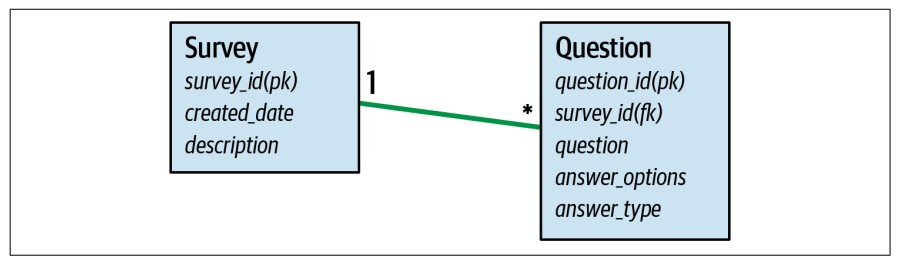 Survey
survey_id(pk)
created_date
description
1
*
Question
question_id(pk)
survey_id(fk)
question
answer_options
answer_type